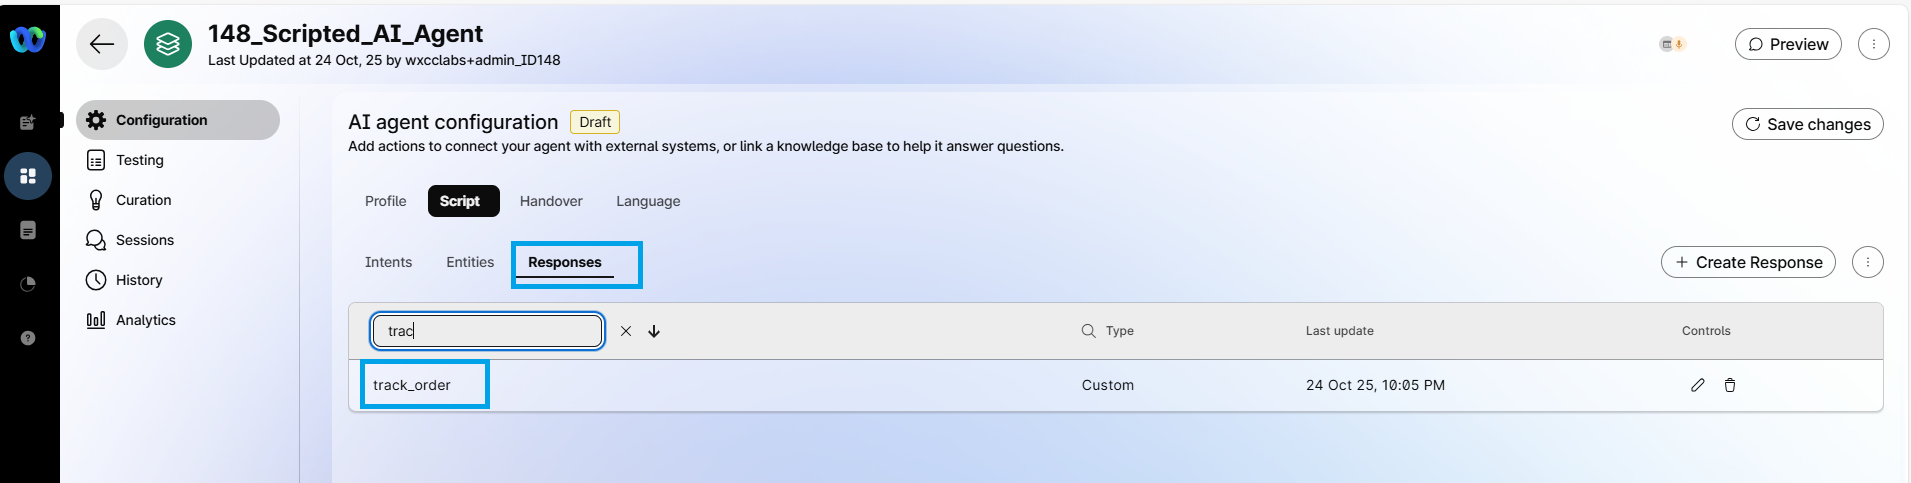 148_Scripted_AI_Agent
Last Updated at 24 Oct, 25 by wxcclabs+admin_ID148
Preview
Configuration
Testing
Curation
Sessions
History
Analytics
AI agent configuration Draft
Save changes
Add actions to connect your agent with external systems, or link a knowledge base to help it answer questions.
Profile Script Handover Language
Intents Entities Responses
+ Create Response
trac Type Last update Controls
track_order Custom 24 Oct 25, 10:05 PM